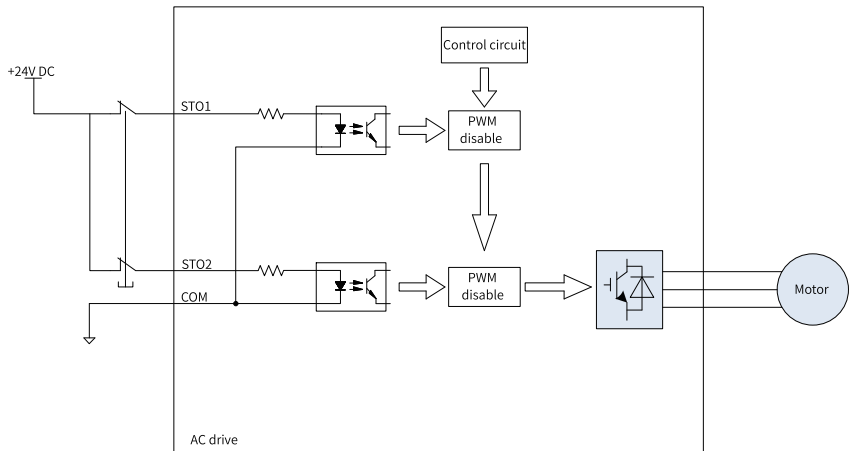 Control circuit
+24V DC
STO1
PWM
disable
STO2
PWM
disable
COM
Motor
AC drive